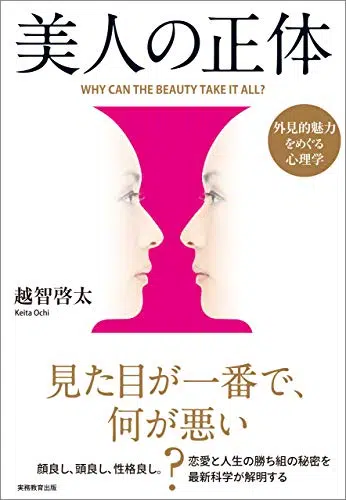 美人の正体
WHY CAN THE BEAUTY TAKE IT ALL?
外見的魅力
をめぐる
心理学
越智啓太
Keita Ochi
見た目が一番で、
何が悪い
?
顔良し、頭良し、性格良し。
恋愛と人生の勝ち組の秘密を
最新科学が解明する
実務教育出版